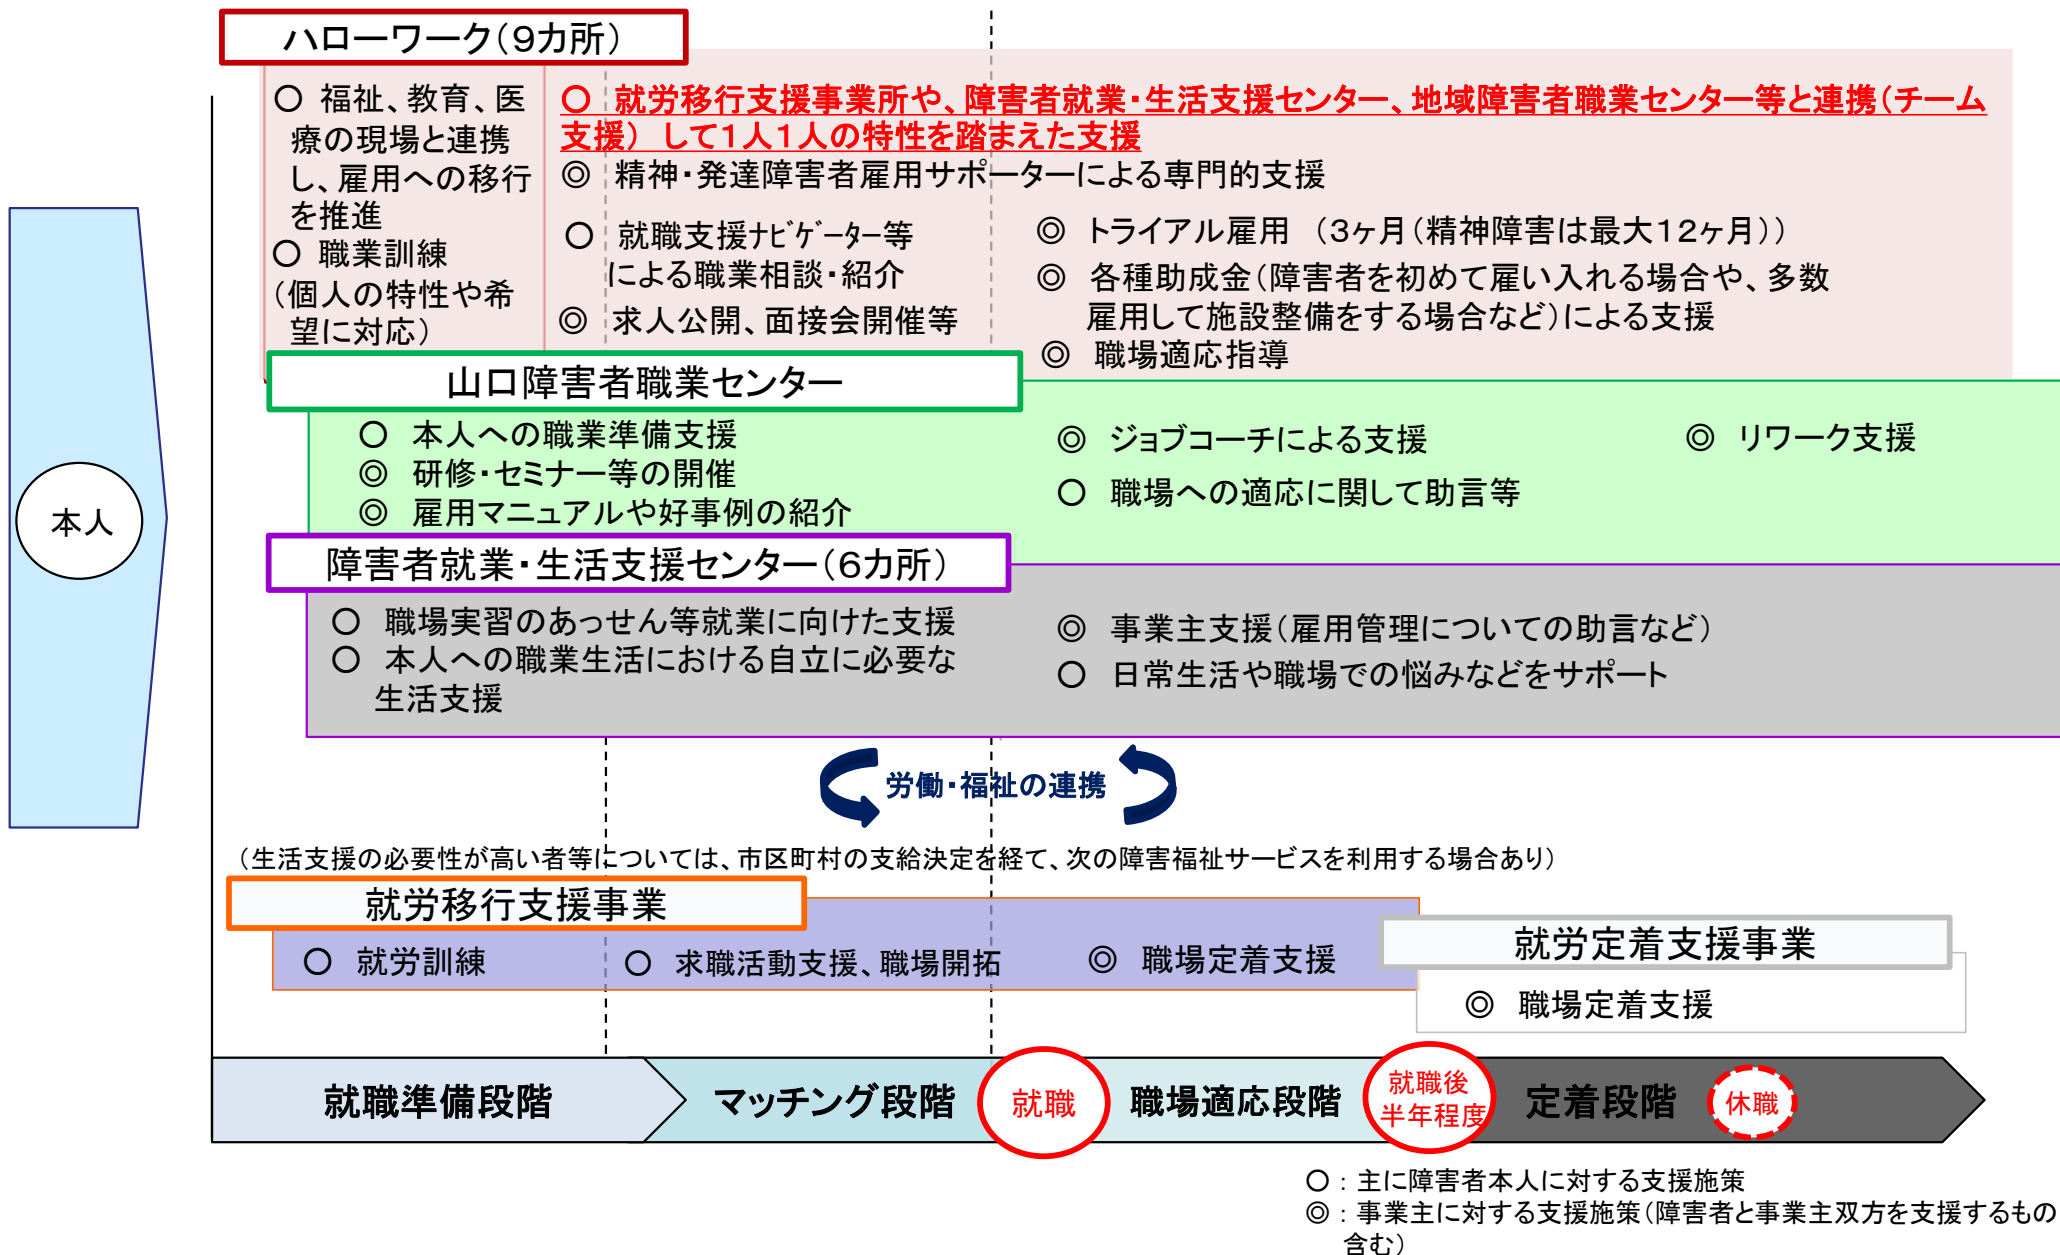 ハローワーク（9カ所）
○ 福祉、教育、医
療の現場と連携
し、雇用への移行
を推進
○ 職業訓練
（個人の特性や希
望に対応）
○ 就労移行支援事業所や、障害者就業・生活支援センター、地域障害者職業センター等と連携（チーム
支援） して１人１人の特性を踏まえた支援
◎ 精神・発達障害者雇用サポーターによる専門的支援
○ 就職支援ﾅﾋﾞｹﾞｰﾀｰ等
による職業相談・紹介
◎ 求人公開、面接会開催等
◎ トライアル雇用 （３ヶ月（精神障害は最大１２ヶ月））
◎ 各種助成金（障害者を初めて雇い入れる場合や、多数
雇用して施設整備をする場合など）による支援
◎ 職場適応指導
山口障害者職業センター
○ 本人への職業準備支援
◎ 研修・セミナー等の開催
◎ 雇用マニュアルや好事例の紹介
◎ ジョブコーチによる支援
○ 職場への適応に関して助言等
◎ リワーク支援
本人
障害者就業・生活支援センター（６カ所）
○ 職場実習のあっせん等就業に向けた支援
○ 本人への職業生活における自立に必要な
生活支援
◎ 事業主支援（雇用管理についての助言など）
○ 日常生活や職場での悩みなどをサポート
労働・福祉の連携
（生活支援の必要性が高い者等については、市区町村の支給決定を経て、次の障害福祉サービスを利用する場合あり）
就労移行支援事業
○ 就労訓練
○ 求職活動支援、職場開拓
◎ 職場定着支援
就労定着支援事業
◎ 職場定着支援
就職準備段階
マッチング段階
就職
職場適応段階
就職後
半年程度
定着段階
休職
○：主に障害者本人に対する支援施策
◎：事業主に対する支援施策（障害者と事業主双方を支援するもの
含む）